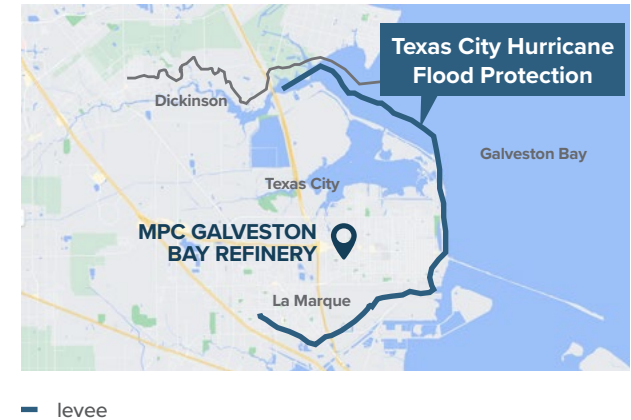 Texas City Hurricane
Flood Protection
Dickinson
Galveston Bay
Texas City
MPC GALVESTON
BAY REFINERY
La Marque
levee